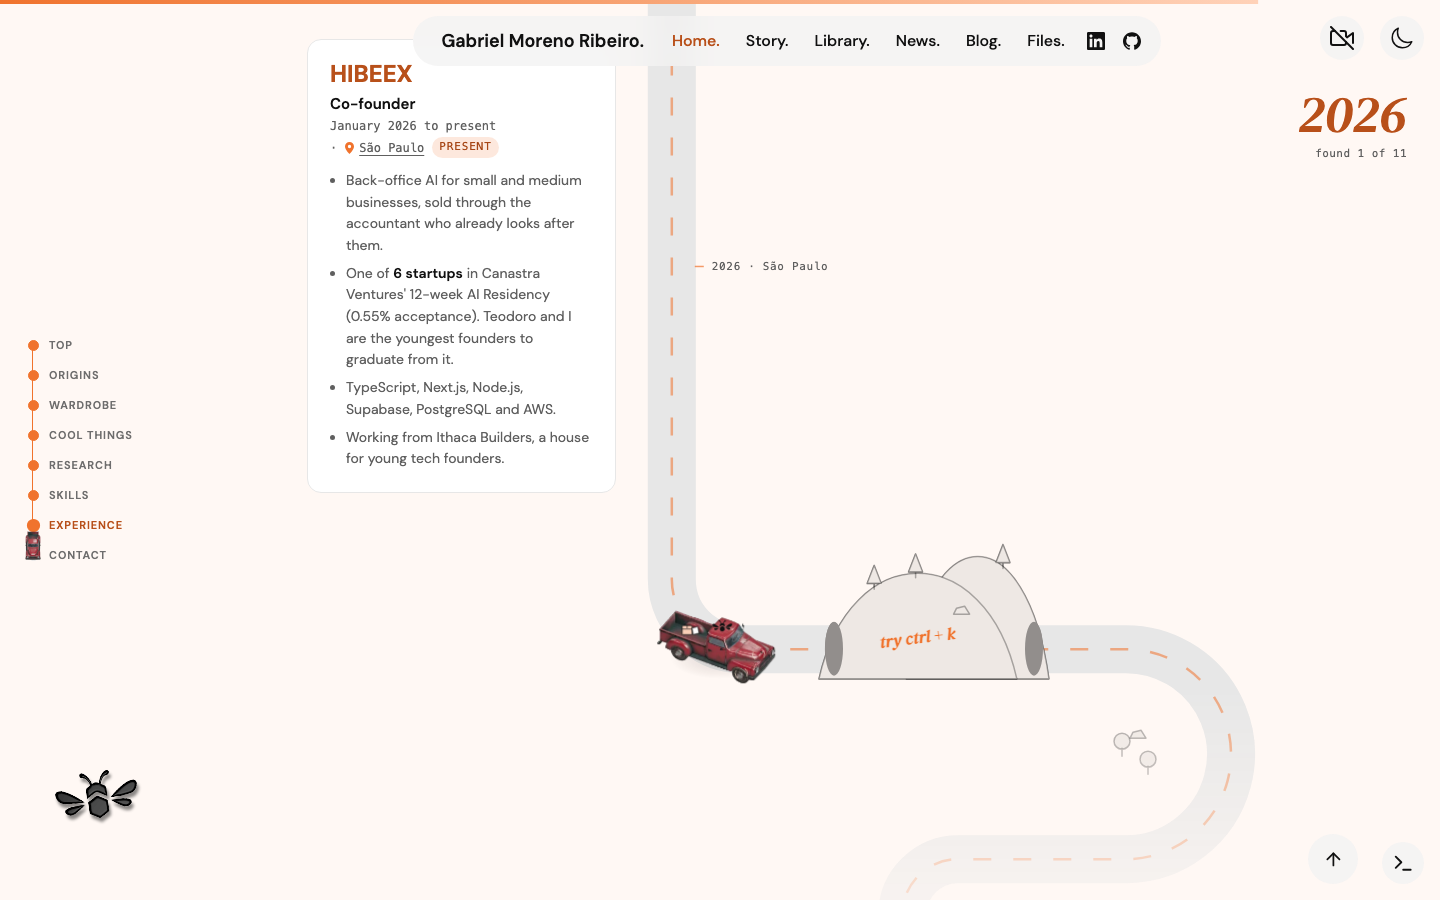 Gabriel Moreno Ribeiro. Home. Story. Library. News. Blog. Files.
HIBEEX
Co-founder
January 2026 to present
· São Paulo PRESENT
• Back-office AI for small and medium
businesses, sold through the
accountant who already looks after
them.
• One of 6 startups in Canastra
Ventures' 12-week AI Residency
(0.55% acceptance). Teodoro and I
are the youngest founders to
graduate from it.
• TypeScript, Next.js, Node.js,
Supabase, PostgreSQL and AWS.
• Working from Ithaca Builders, a house
for young tech founders.
2026
found 1 of 11
2026 · São Paulo
TOP
ORIGINS
WARDROBE
COOL THINGS
RESEARCH
SKILLS
EXPERIENCE
CONTACT
try ctrl + k